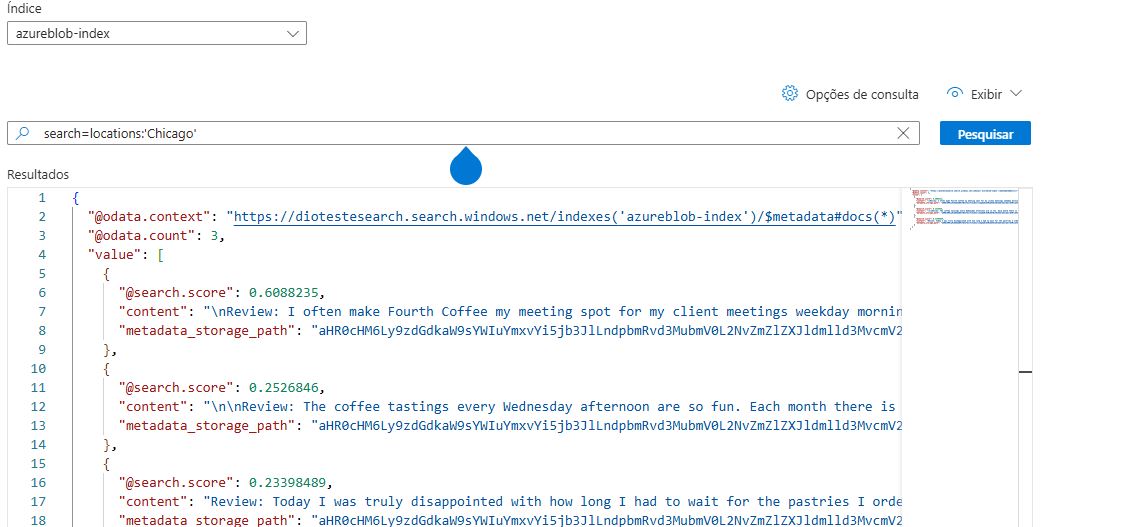 Índice
azureblob-index
Opções de consulta
Exibir
search=locations:'Chicago'
Pesquisar
Resultados
1 {
2 "@odata.context": "https://diotestesearch.search.windows.net/indexes('azureblob-index')/$metadata#docs(*)"
3 "@odata.count": 3,
4 "value": [
5 {
6 "@search.score": 0.6088235,
7 "content": "\nReview: I often make Fourth Coffee my meeting spot for my client meetings weekday mornin
8 "metadata_storage_path": "aHR0cHM6Ly9zdGdkaW9sYWIuYmxvYi5jb3JlLndpbmRvd3MubmV0L2NvZmZlZXJldmlld3MvcmV2
9 },
10 {
11 "@search.score": 0.2526846,
12 "content": "\n\nReview: The coffee tastings every Wednesday afternoon are so fun. Each month there is
13 "metadata_storage_path": "aHR0cHM6Ly9zdGdkaW9sYWIuYmxvYi5jb3JlLndpbmRvd3MubmV0L2NvZmZlZXJldmlld3MvcmV2
14 },
15 {
16 "@search.score": 0.23398489,
17 "content": "Review: Today I was truly disappointed with how long I had to wait for the pastries I orde
18 "metadata_storage_path": "aHR0cHM6Ly9zdGdkaW9sYWIuYmxvYi5jb3JlLndpbmRvd3MubmV0L2NvZmZlZXJldmlld3MvcmV2